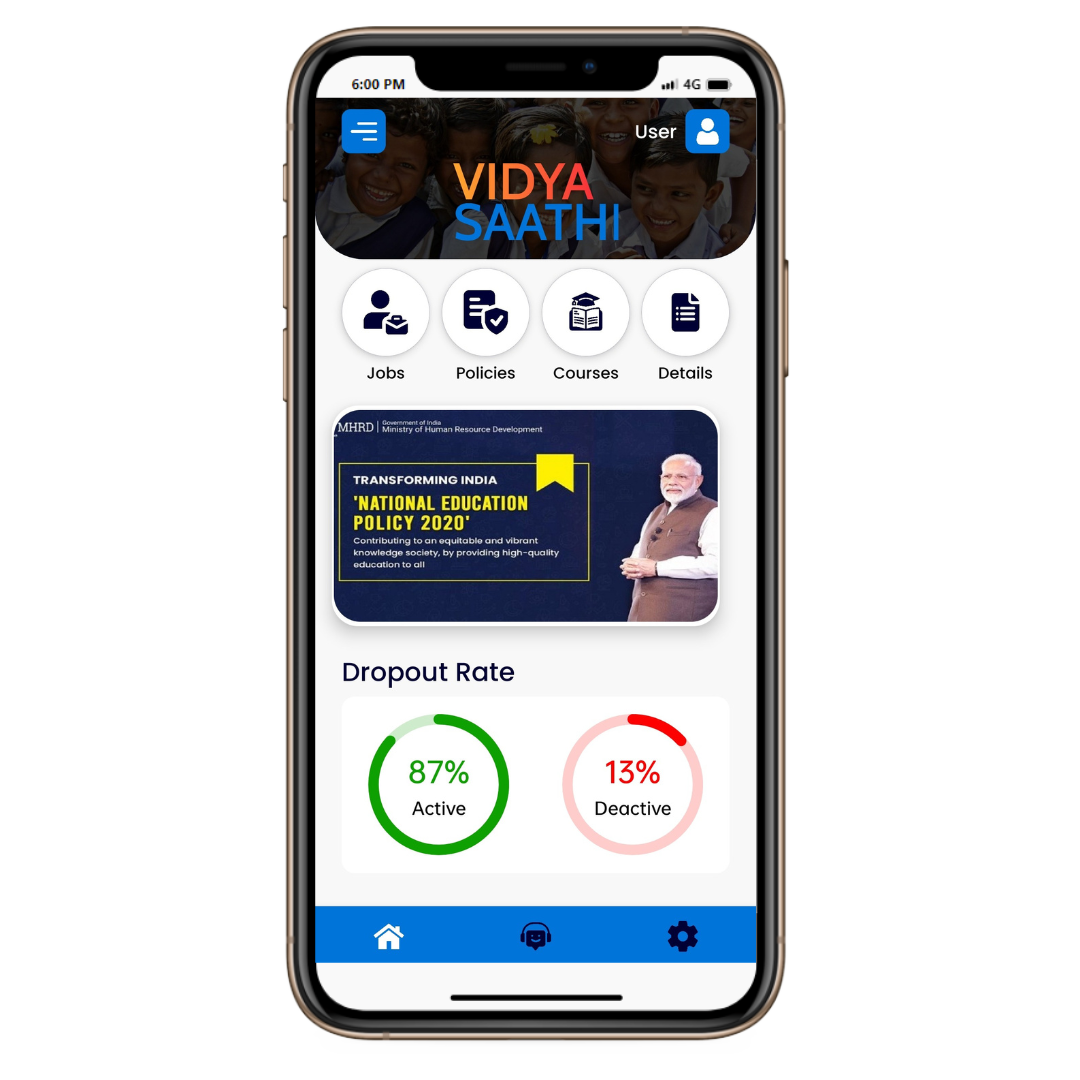 6:00 PM 4G
User
VIDYA
SAATHI
Jobs Policies Courses Details
MHRD Government of India
Ministry of Human Resource Development
TRANSFORMING INDIA
'NATIONAL EDUCATION
POLICY 2020'
Contributing to an equitable and vibrant
knowledge society, by providing high-quality
education to all
Dropout Rate
87% 13%
Active Deactive